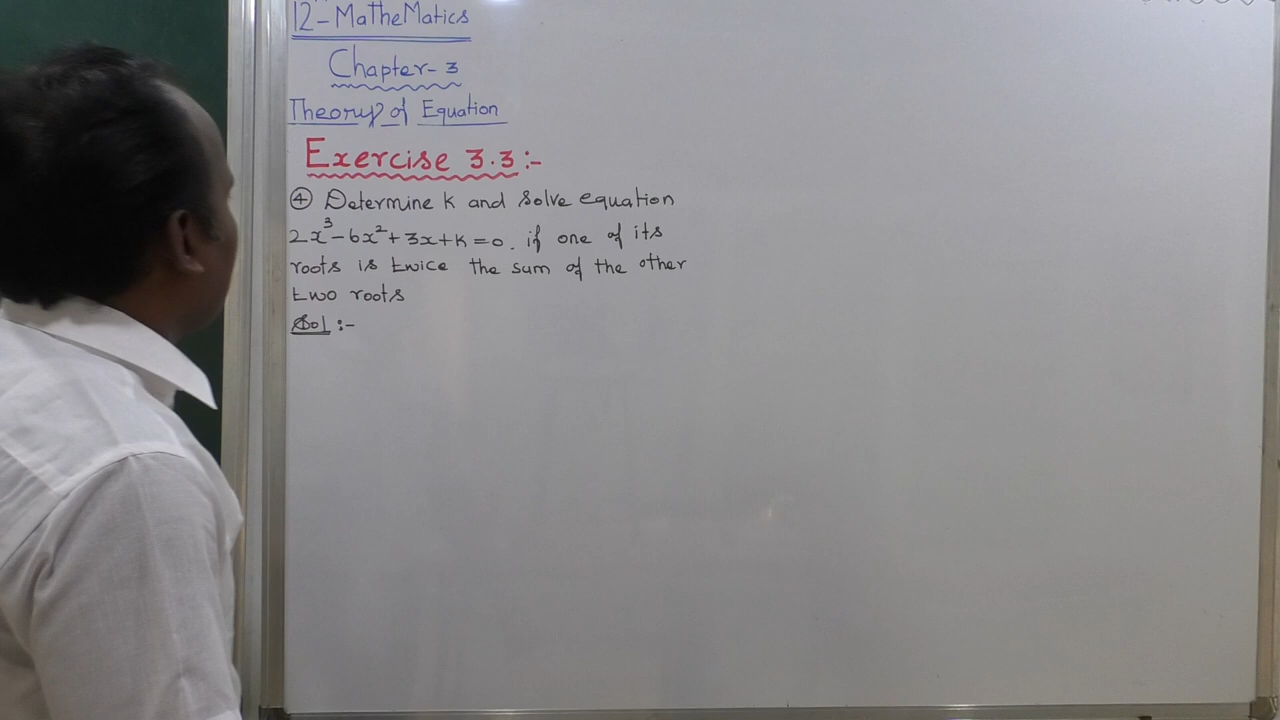 12-MatheMatics
Chapter-3
Theory of Equation
Exercise 3.3:-
④ Determine k and Solve equation
2x³-6x²+3x+k=0. if one of its
roots is twice the sum of the other
two roots
Sol :-